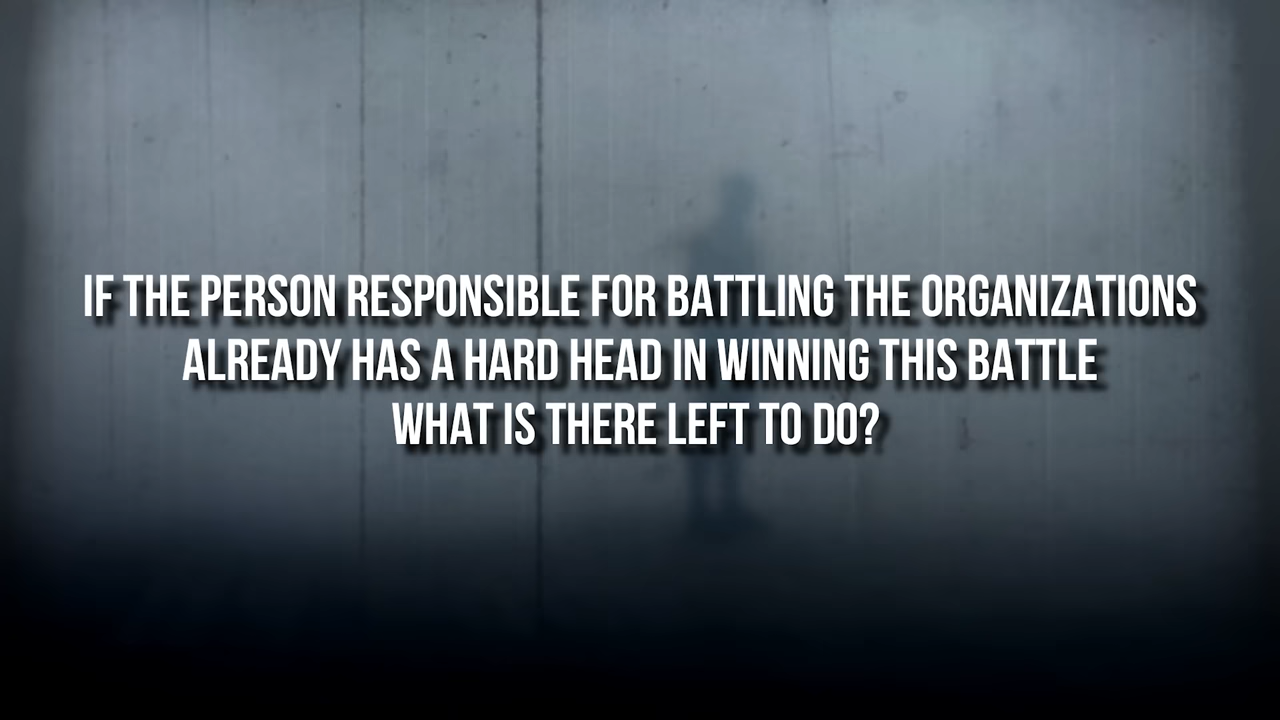 IF THE PERSON RESPONSIBLE FOR BATTLING THE ORGANIZATIONS
ALREADY HAS A HARD HEAD IN WINNING THIS BATTLE
WHAT IS THERE LEFT TO DO?